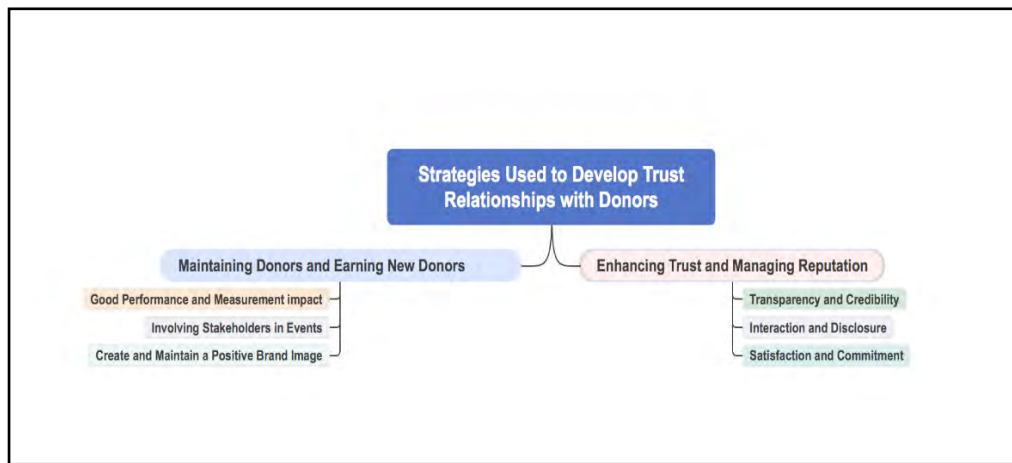 Strategies Used to Develop Trust
Relationships with Donors
Maintaining Donors and Earning New Donors
Good Performance and Measurement impact
Involving Stakeholders in Events
Create and Maintain a Positive Brand Image
Enhancing Trust and Managing Reputation
Transparency and Credibility
Interaction and Disclosure
Satisfaction and Commitment